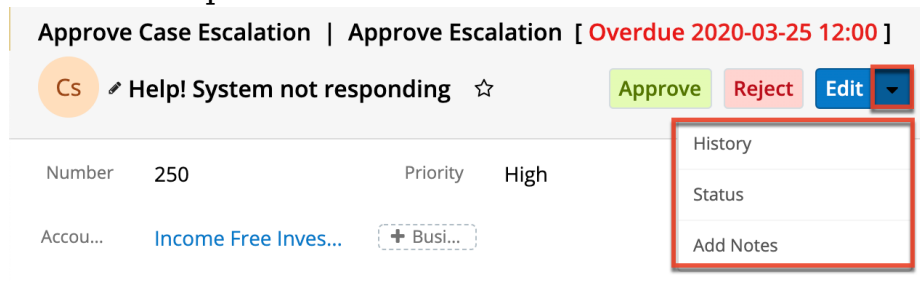 Approve Case Escalation | Approve Escalation [ Overdue 2020-03-25 12:00 ]
Cs Help! System not responding Approve Reject Edit
History
Number 250 Priority High
Status
Accou... Income Free Inves... + Busi...
Add Notes